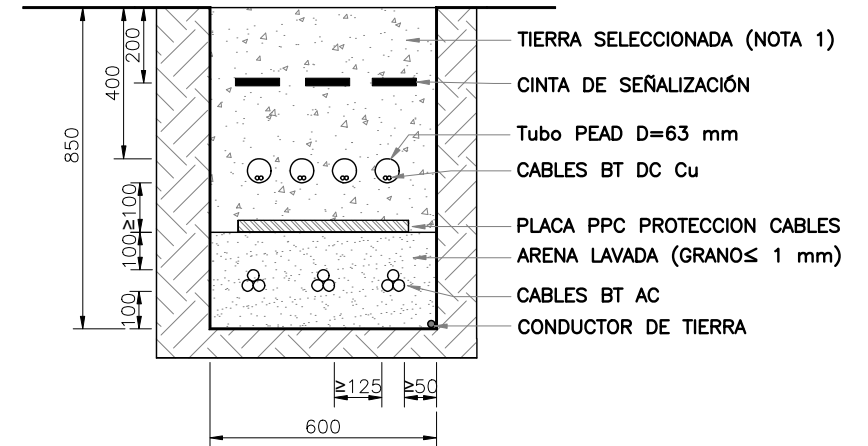 TIERRA SELECCIONADA (NOTA 1)
CINTA DE SEÑALIZACIÓN
Tubo PEAD D=63 mm
CABLES BT DC Cu
PLACA PPC PROTECCION CABLES
ARENA LAVADA (GRANO≤ 1 mm)
CABLES BT AC
CONDUCTOR DE TIERRA
850
400
200
≥100
100
100
≥125
≥50
600